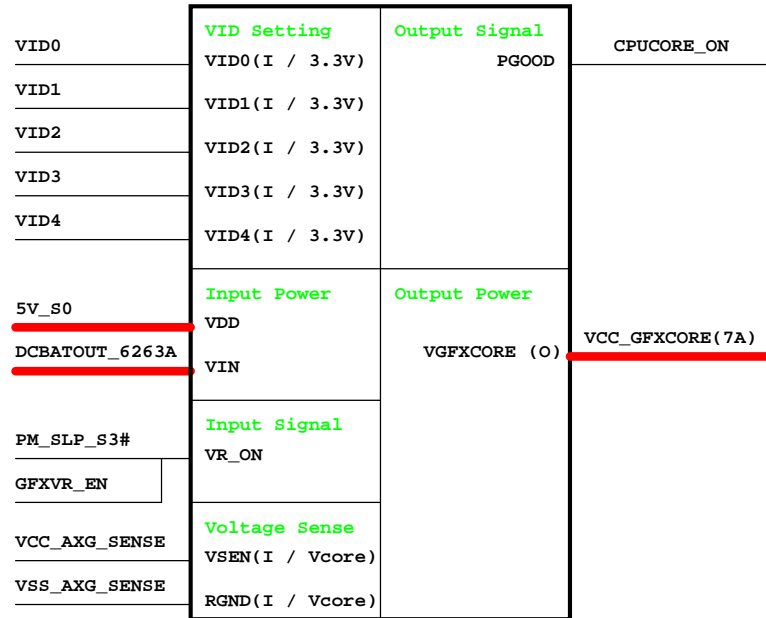 VID Setting
Output Signal
VID0
VID0(I / 3.3V)
PGOOD
CPUCORE_ON
VID1
VID1(I / 3.3V)
VID2
VID2(I / 3.3V)
VID3
VID3(I / 3.3V)
VID4
VID4(I / 3.3V)
Input Power
Output Power
5V_S0
VDD
DCBATOUT_6263A
VIN
VGFXCORE (O)
VCC_GFXCORE(7A)
Input Signal
PM_SLP_S3#
VR_ON
GFXVR_EN
Voltage Sense
VCC_AXG_SENSE
VSEN(I / Vcore)
VSS_AXG_SENSE
RGND(I / Vcore)